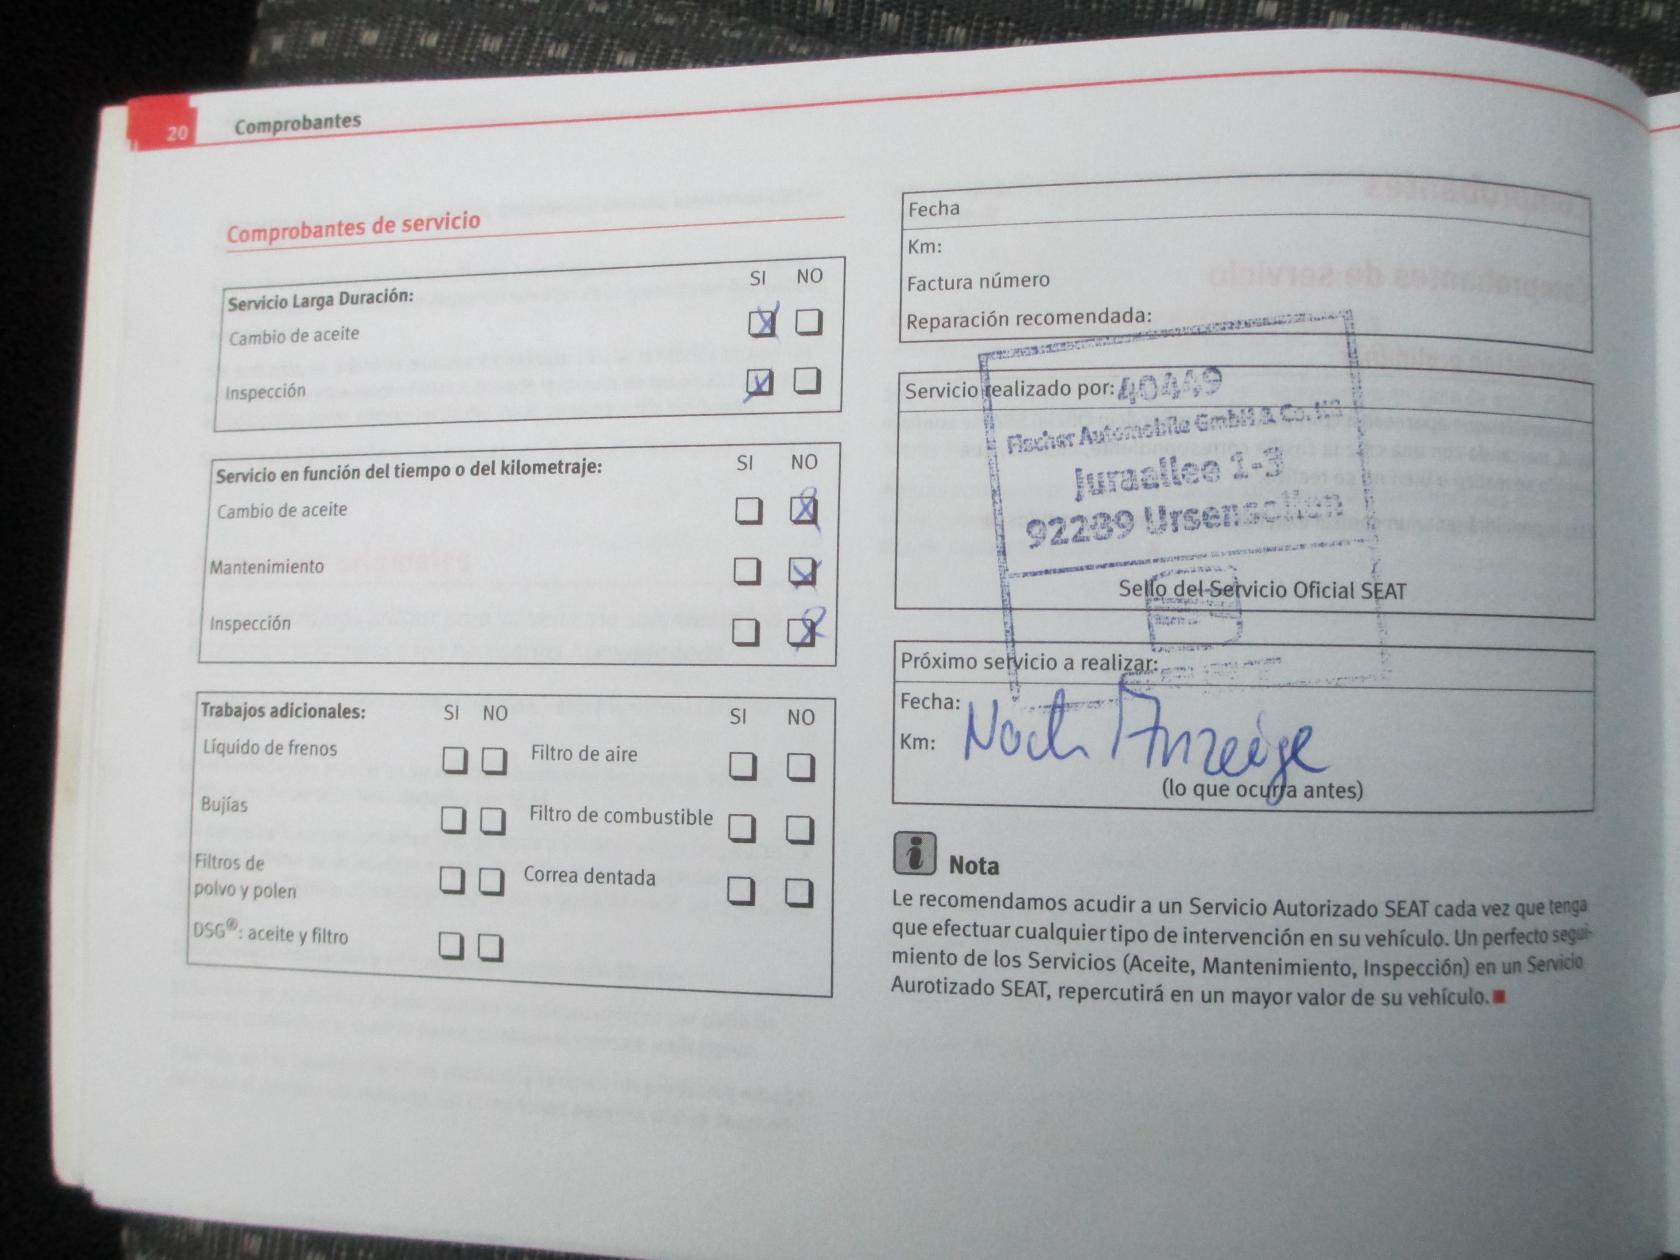 20
Comprobantes
Comprobantes de servicio
SI NO
Servicio Larga Duración:
Cambio de aceite
Inspección
SI NO
Servicio en función del tiempo o del kilometraje:
Cambio de aceite
Mantenimiento
Inspección
Trabajos adicionales: SI NO SI NO
Líquido de frenos Filtro de aire
Bujías Filtro de combustible
Filtros de
polvo y polen Correa dentada
DSG®: aceite y filtro
Fecha
Km:
Factura número
Reparación recomendada:
Servicio realizado por:
40449
Fischer Automobile GmbH & Co. KG
Juraallee 1-3
92289 Ursensollen
Sello del Servicio Oficial SEAT
Próximo servicio a realizar:
Fecha:
Km:
Nach Anzeige
(lo que ocurra antes)
i Nota
Le recomendamos acudir a un Servicio Autorizado SEAT cada vez que tenga
que efectuar cualquier tipo de intervención en su vehículo. Un perfecto segui-
miento de los Servicios (Aceite, Mantenimiento, Inspección) en un Servicio
Aurotizado SEAT, repercutirá en un mayor valor de su vehículo.